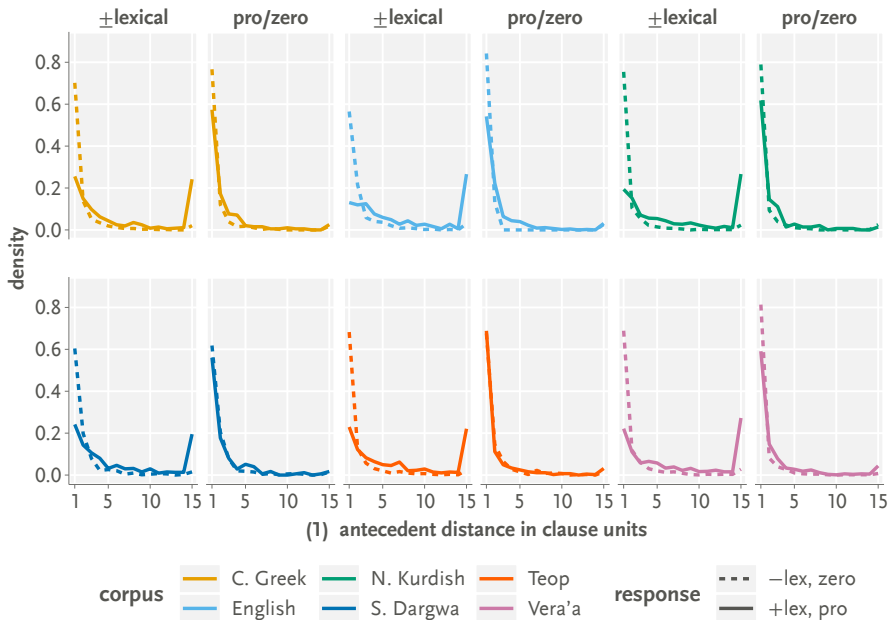 ±lexical pro/zero ±lexical pro/zero ±lexical pro/zero
0.8
0.6
0.4
0.2
0.0
density
0.8
0.6
0.4
0.2
0.0
1 5 10 15 1 5 10 15 1 5 10 15 1 5 10 15 1 5 10 15 1 5 10 15
(1) antecedent distance in clause units
corpus
C. Greek N. Kurdish Teop
English S. Dargwa Vera'a
response
−lex, zero
+lex, pro